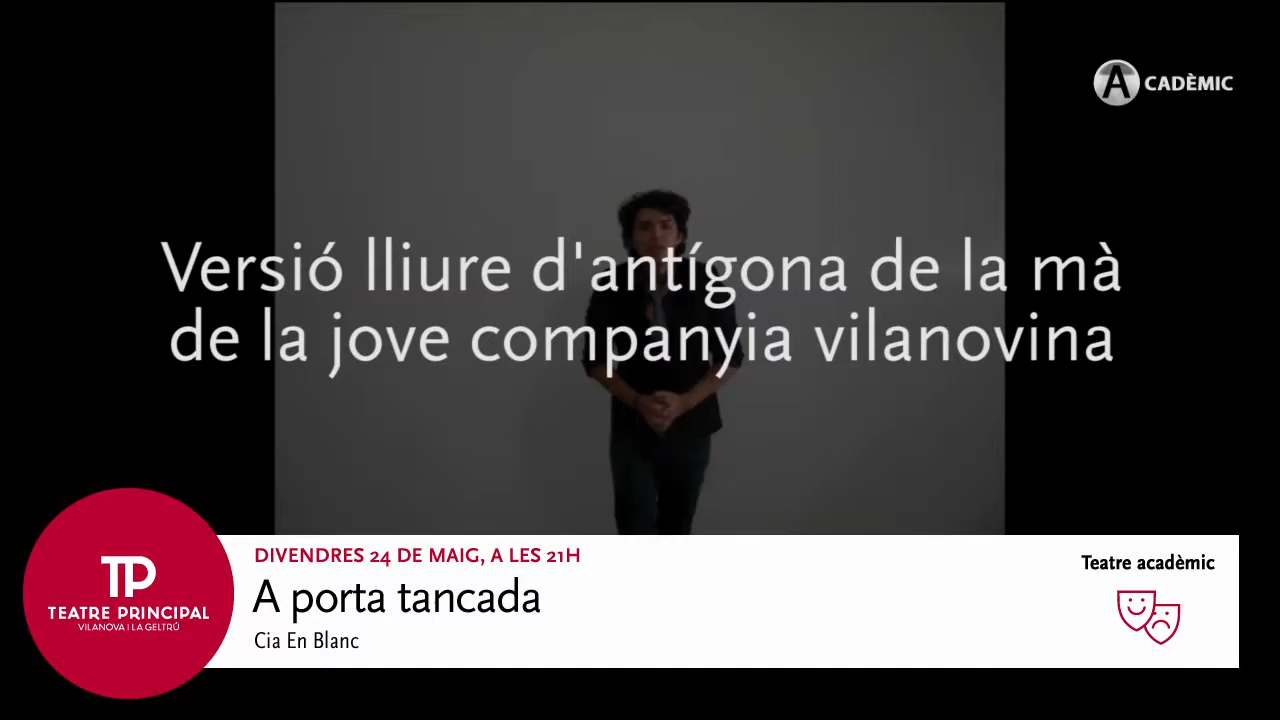 ACADÈMIC
Versió lliure d'antígona de la mà
de la jove companyia vilanovina
DIVENDRES 24 DE MAIG, A LES 21H
A porta tancada
Cia En Blanc
Teatre acadèmic
TP
TEATRE PRINCIPAL
VILANOVA I LA GELTRÚ